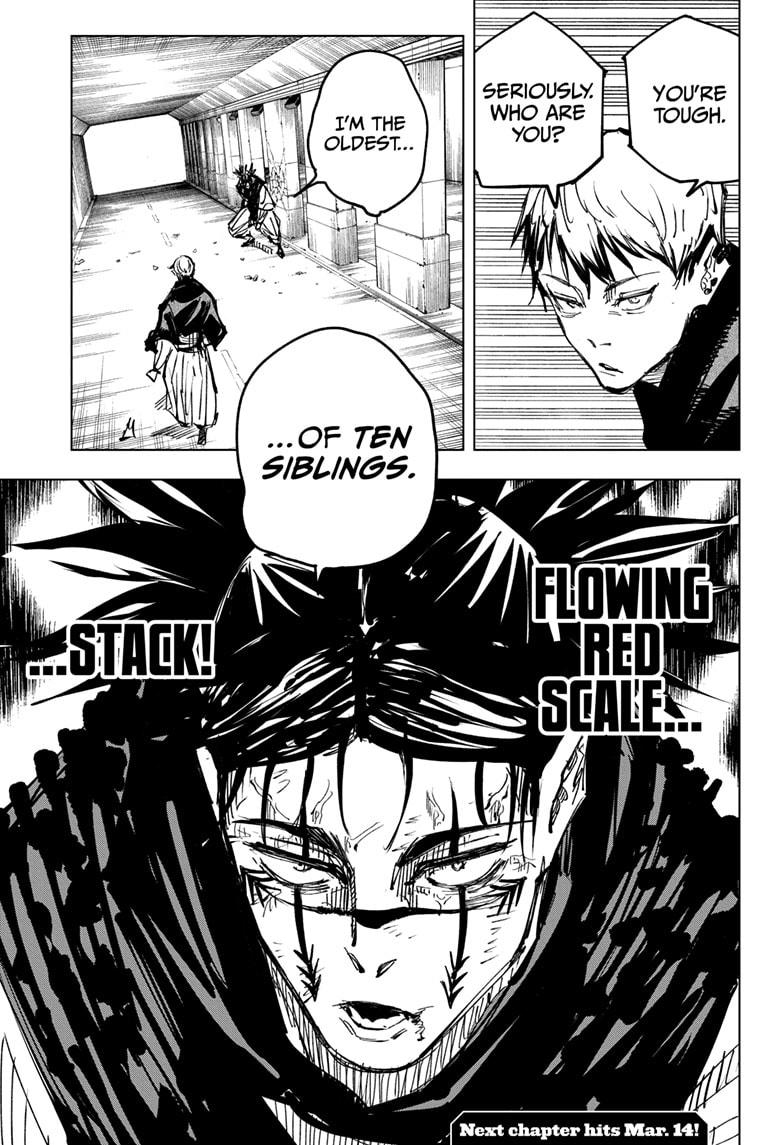 YOU'RE
TOUGH.
SERIOUSLY.
WHO ARE
YOU?
I'M THE
OLDEST...
...OF TEN
SIBLINGS.
FLOWING
RED
SCALE...
...STACK!
Next chapter hits Mar. 14!